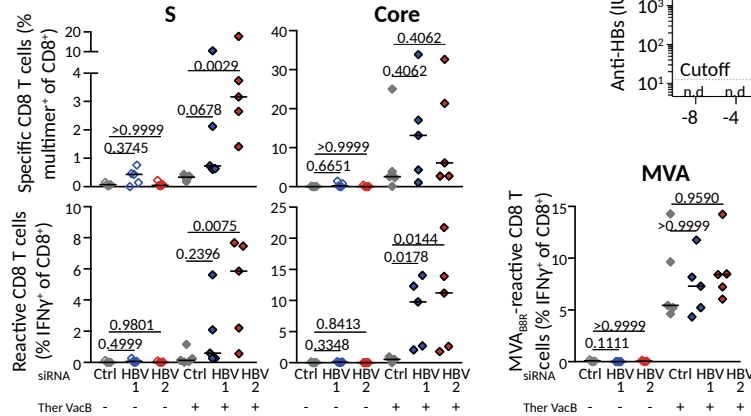 S
Core
Specific CD8 T cells (%
multimer⁺ of CD8⁺)
20
10
4
3
2
1
0
>0.9999
0.3745
0.0678
0.0029
40
30
20
10
0
>0.9999
0.6651
0.4062
0.4062
Anti-HBs (IU
10³
10²
10¹
Cutoff
n.d
n.d
-8
-4
Reactive CD8 T cells
(% IFNγ⁺ of CD8⁺)
10
8
6
4
2
0
0.9801
0.4929
0.2396
0.0075
25
20
15
10
5
0
0.8413
0.3348
0.0144
0.0178
MVA
MVA_B8R-reactive CD8 T
cells (% IFNγ⁺ of CD8⁺)
15
10
5
0
>0.9999
0.1111
0.9590
>0.9999
siRNA Ctrl HBV HBV Ctrl HBV HBV Ctrl HBV HBV Ctrl HBV HBV
1 2 1 2 1 2 1 2
Ther VacB - - - + + + - - - + + +
siRNA Ctrl HBV HBV Ctrl HBV HBV
1 2 1 2
Ther VacB - - - + + +